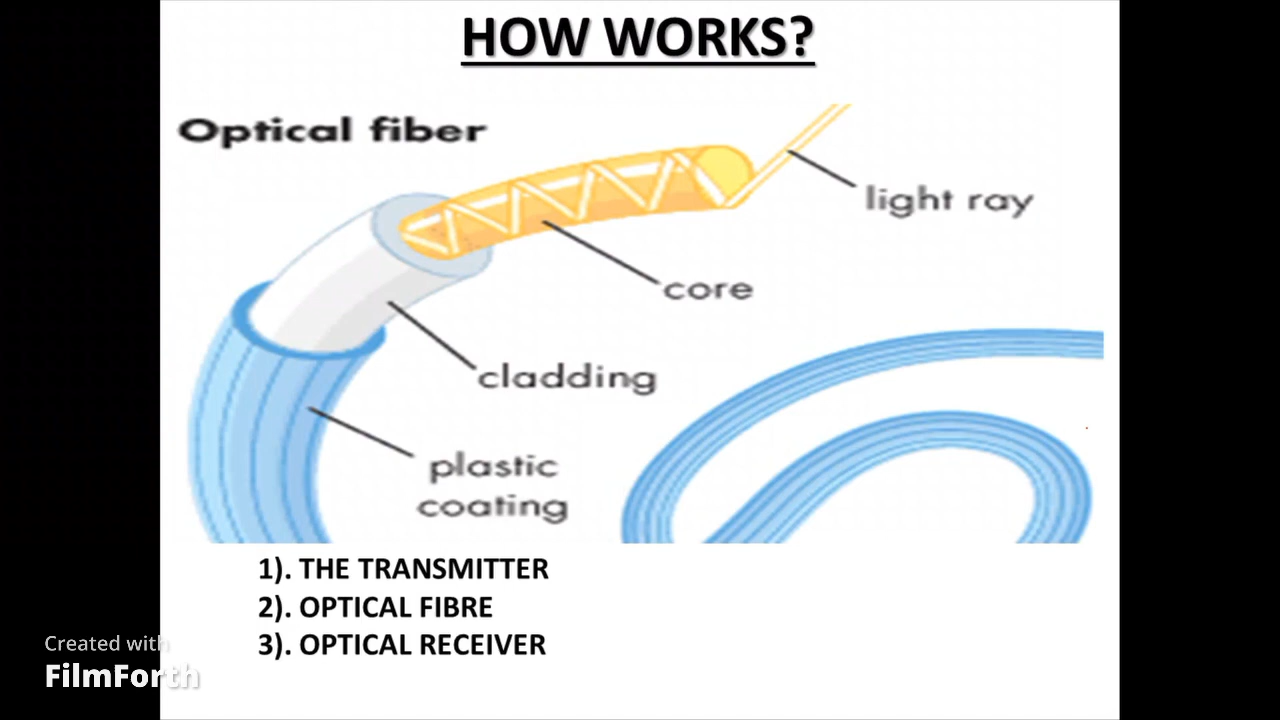 HOW WORKS?
Optical fiber
light ray
core
cladding
plastic
coating
1). THE TRANSMITTER
2). OPTICAL FIBRE
3). OPTICAL RECEIVER
Created with
FilmForth